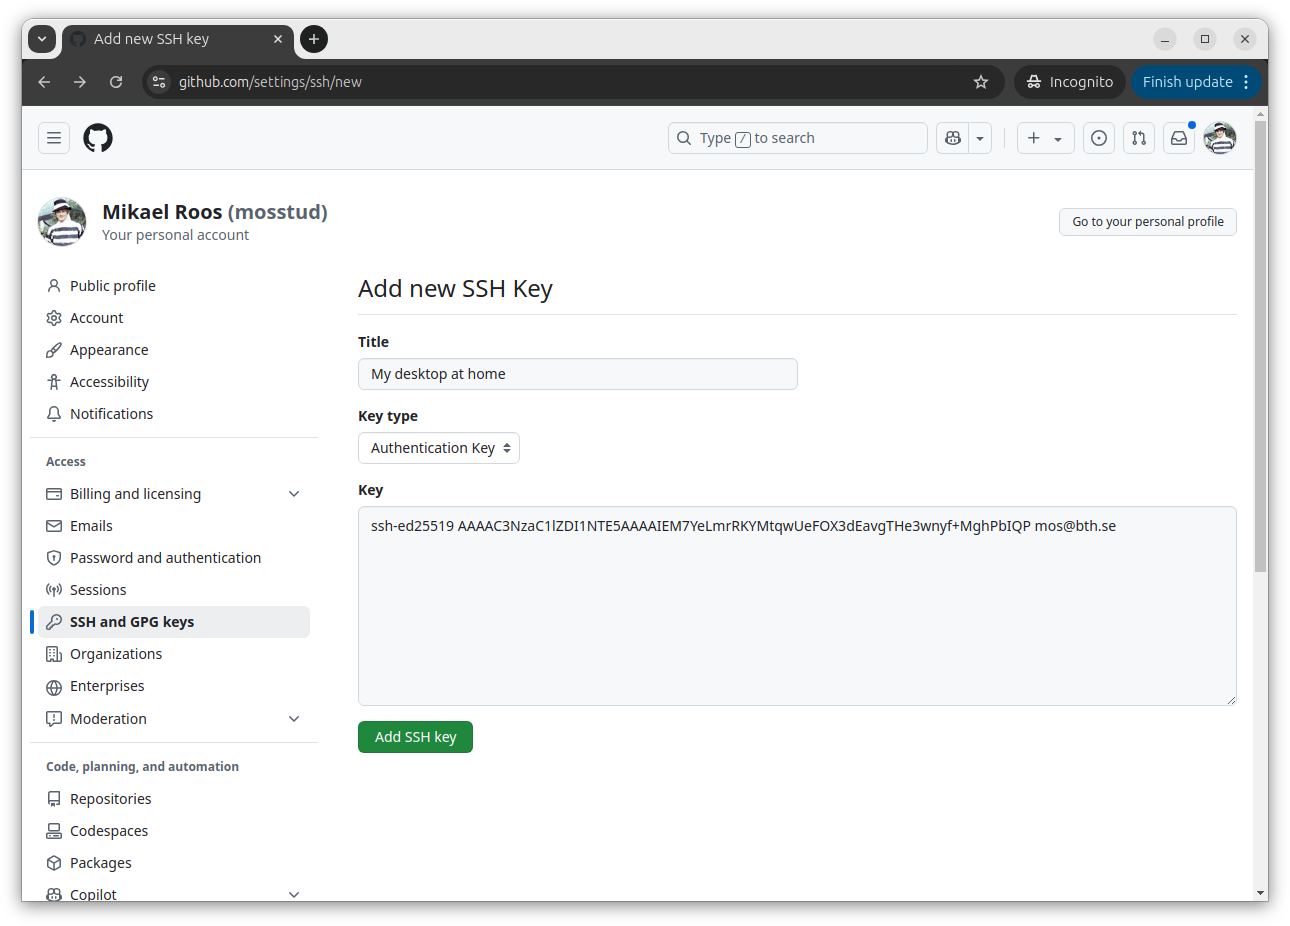 Add new SSH key
github.com/settings/ssh/new
Incognito
Finish update
Type / to search
Mikael Roos (mosstud)
Your personal account
Go to your personal profile
Public profile
Account
Appearance
Accessibility
Notifications
Access
Billing and licensing
Emails
Password and authentication
Sessions
SSH and GPG keys
Organizations
Enterprises
Moderation
Code, planning, and automation
Repositories
Codespaces
Packages
Copilot
Add new SSH Key
Title
My desktop at home
Key type
Authentication Key
Key
ssh-ed25519 AAAAC3NzaC1lZDI1NTE5AAAAIEM7YeLmrRKYMtqwUeFOX3dEavgTHe3wnyf+MghPbIQP mos@bth.se
Add SSH key